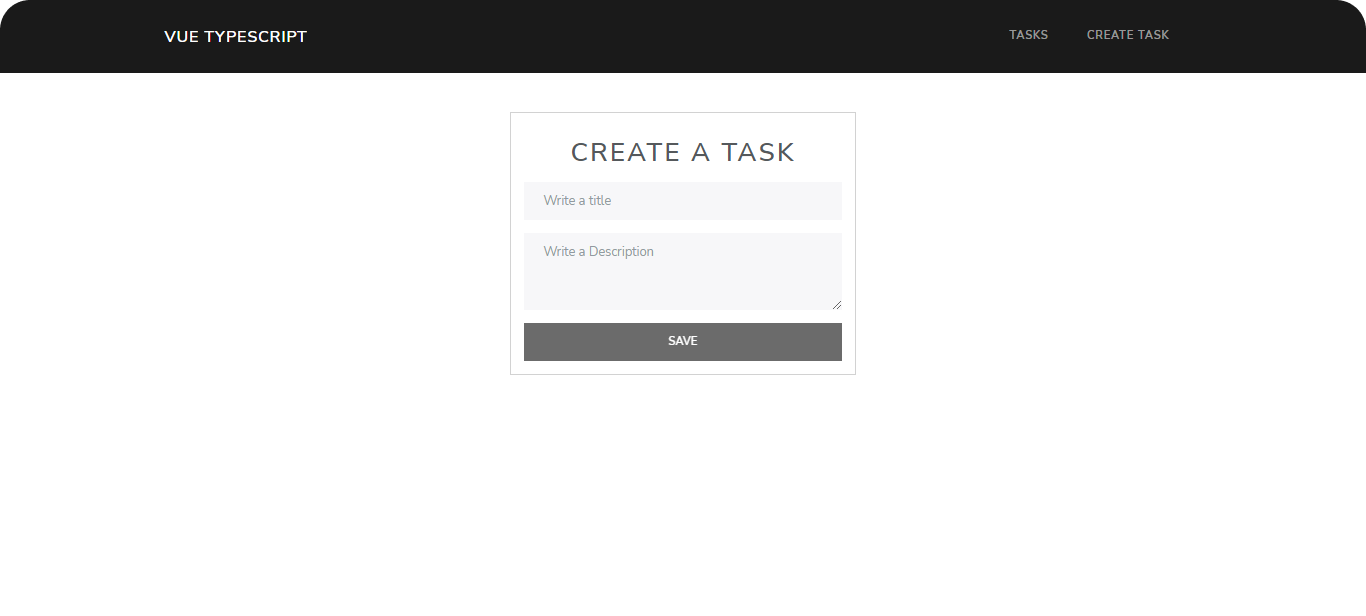 VUE TYPESCRIPT
TASKS
CREATE TASK
CREATE A TASK
Write a title
Write a Description
SAVE